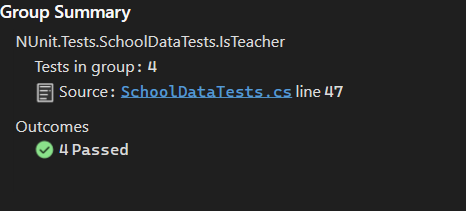 Group Summary
NUnit.Tests.SchoolDataTests.IsTeacher
Tests in group: 4
Source: SchoolDataTests.cs line 47
Outcomes
4 Passed